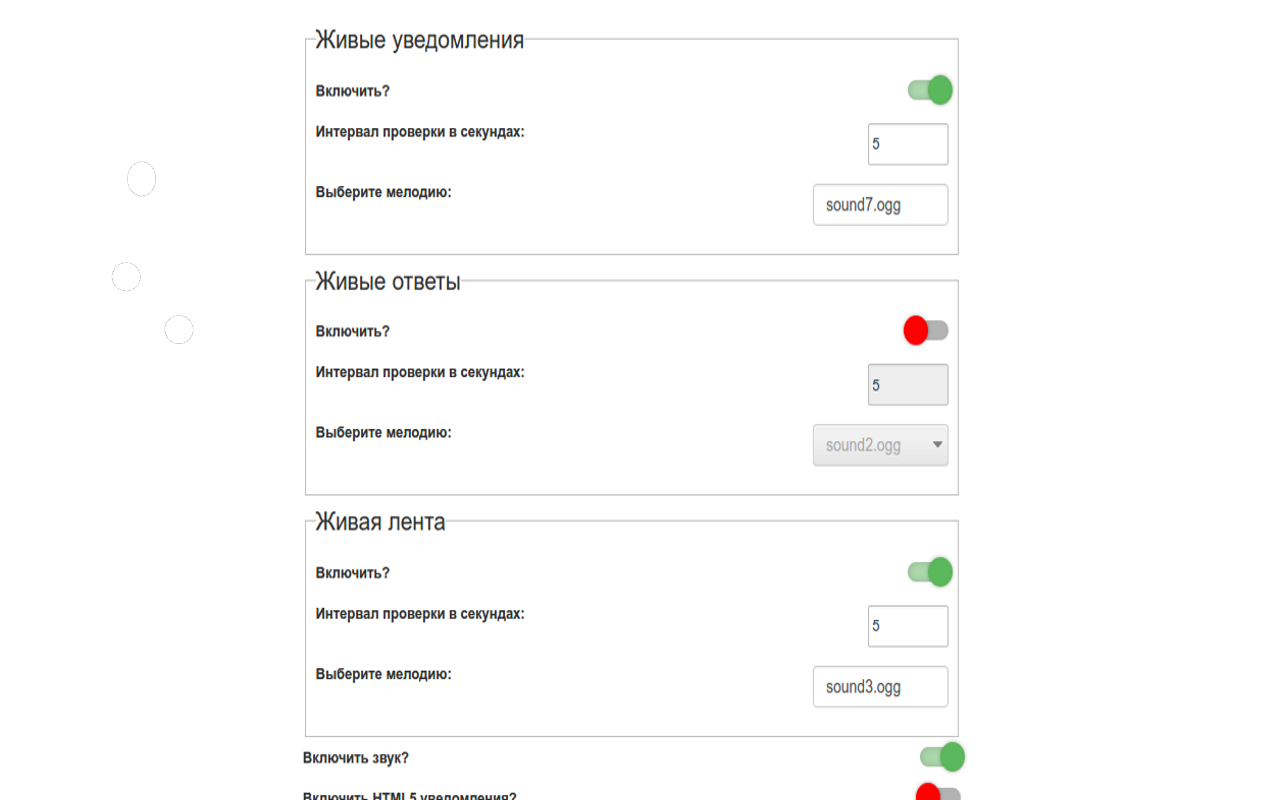 Живые уведомления
Включить?
Интервал проверки в секундах:
5
Выберите мелодию:
sound7.ogg
Живые ответы
Включить?
Интервал проверки в секундах:
5
Выберите мелодию:
sound2.ogg
Живая лента
Включить?
Интервал проверки в секундах:
5
Выберите мелодию:
sound3.ogg
Включить звук?
Включить HTML5 уведомления?